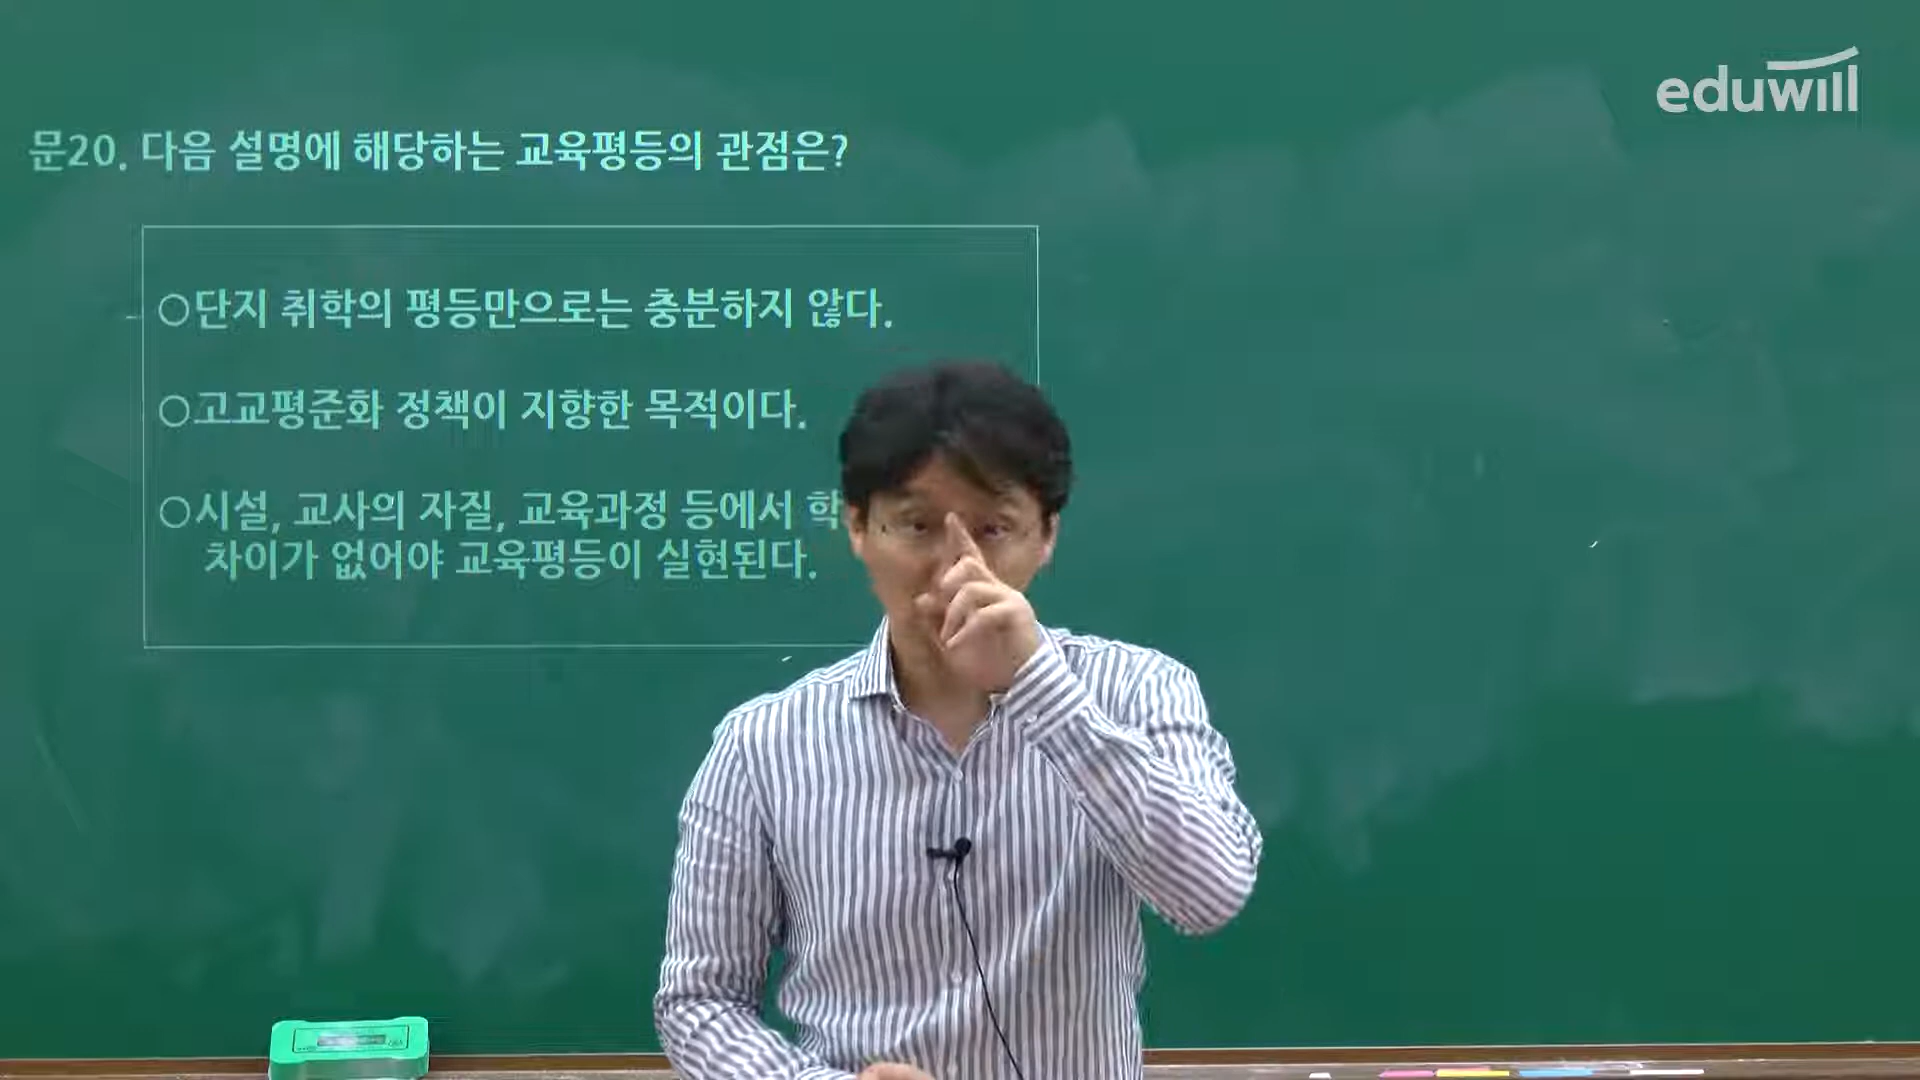 eduwill
문20. 다음 설명에 해당하는 교육평등의 관점은?
○단지 취학의 평등만으로는 충분하지 않다.
○고교평준화 정책이 지향한 목적이다.
○시설, 교사의 자질, 교육과정 등에서
차이가 없어야 교육평등이 실현된다.